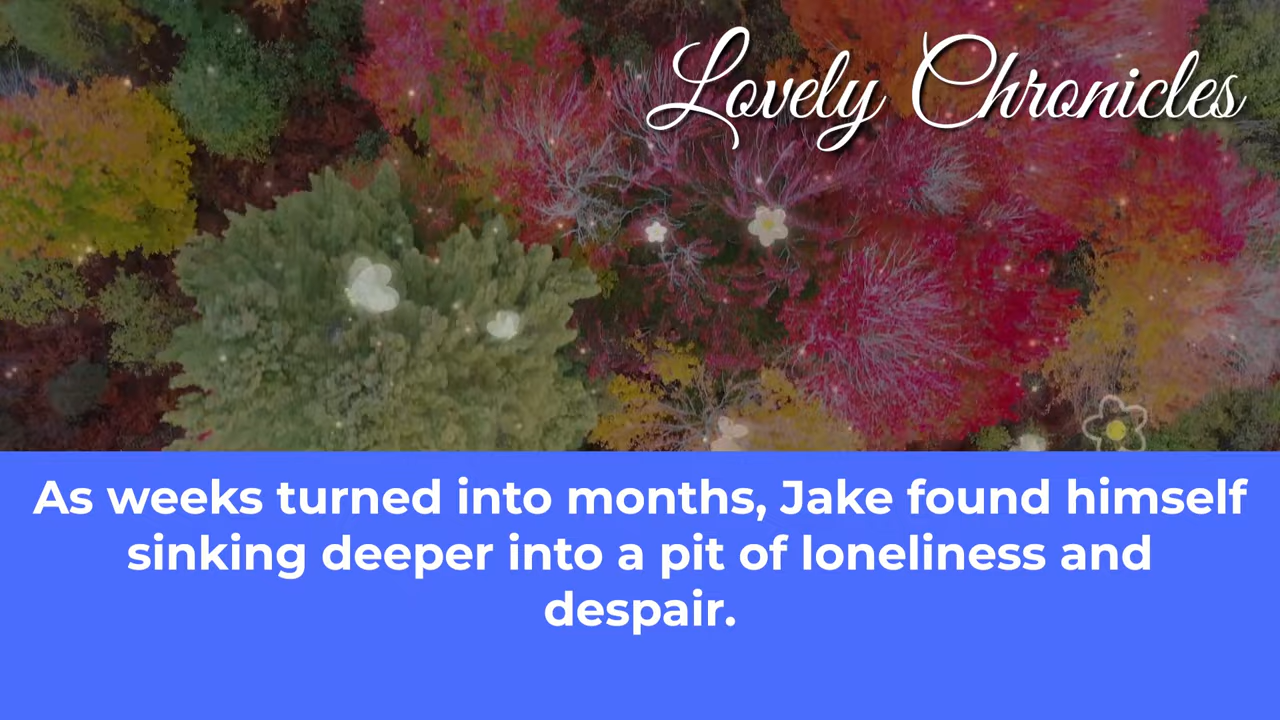 Lovely Chronicles
As weeks turned into months, Jake found himself
sinking deeper into a pit of loneliness and
despair.